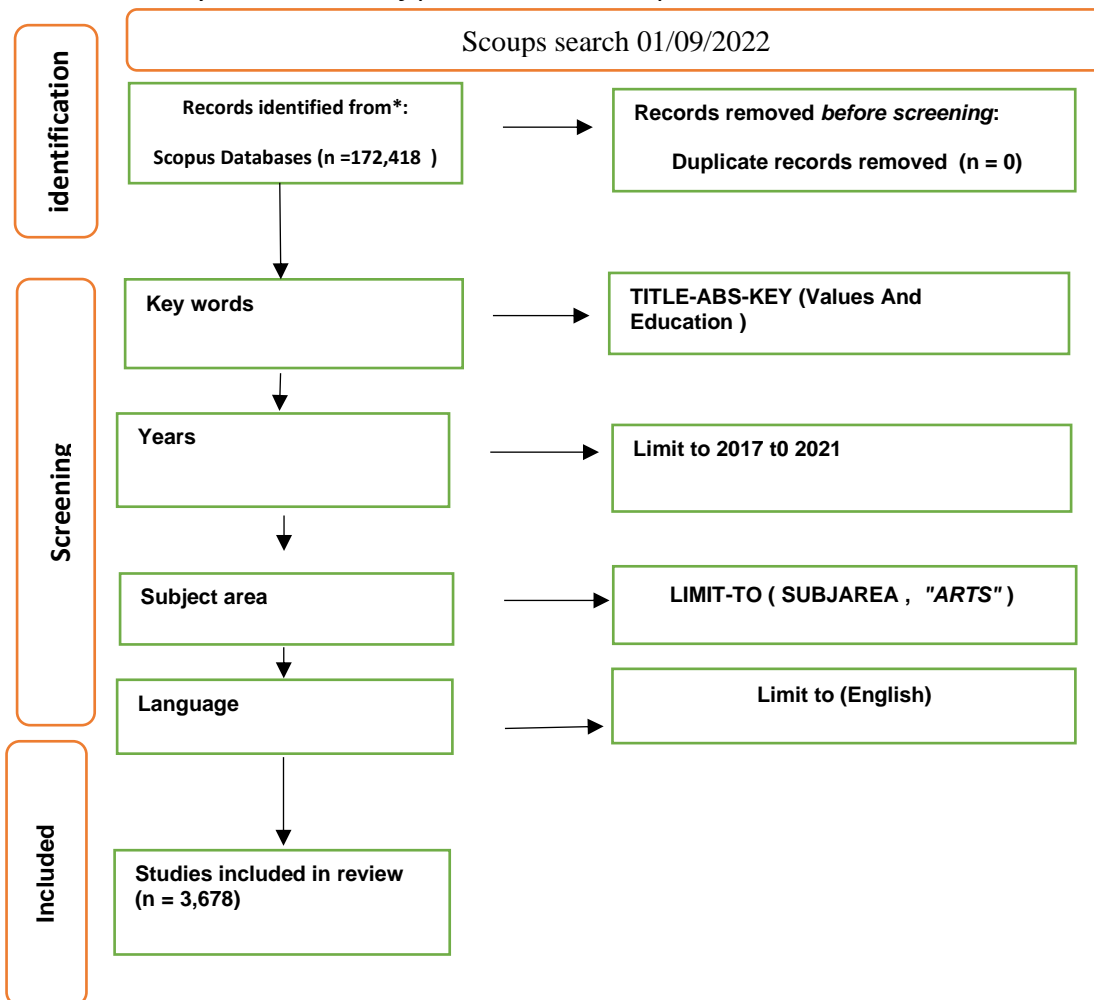 Scoups search 01/09/2022
identification
Records identified from*:
Scopus Databases (n =172,418 )
Records removed before screening:
Duplicate records removed (n = 0)
Screening
Key words
TITLE-ABS-KEY (Values And
Education )
Years
Limit to 2017 t0 2021
Subject area
LIMIT-TO ( SUBJAREA , "ARTS" )
Language
Limit to (English)
Included
Studies included in review
(n = 3,678)